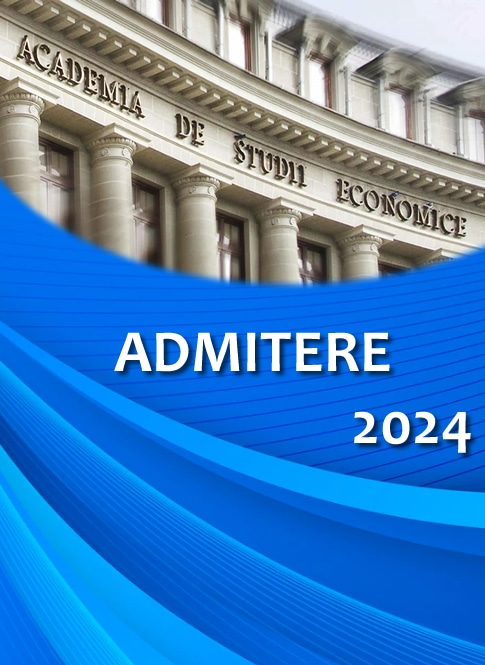 ACADEMIA DE STUDII ECONOMICE
ADMITERE
2024